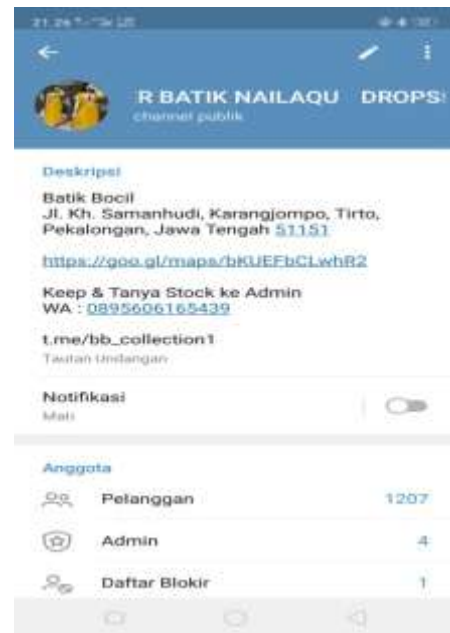 R BATIK NAILAQU DROPS
channel publik
Deskripsi
Batik Bocil
Jl. Kh. Samanhudi, Karangjompo, Tirto,
Pekalongan, Jawa Tengah 51151
https://goo.gl/maps/bKUEFbCLwhR2
Keep & Tanya Stock ke Admin
WA : 0895606165439
t.me/bb_collection1
Tautan Undangan
Notifikasi
Mati
Anggota
Pelanggan 1207
Admin 4
Daftar Blokir 1